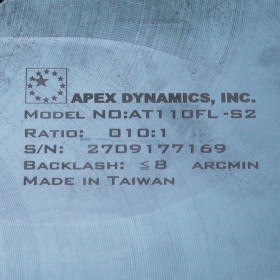 APEX DYNAMICS, INC.
MODEL NO:AT110FL-S2
RATIO: 010:1
S/N: 2709177169
BACKLASH: ≤8 ARCMIN
MADE IN TAIWAN